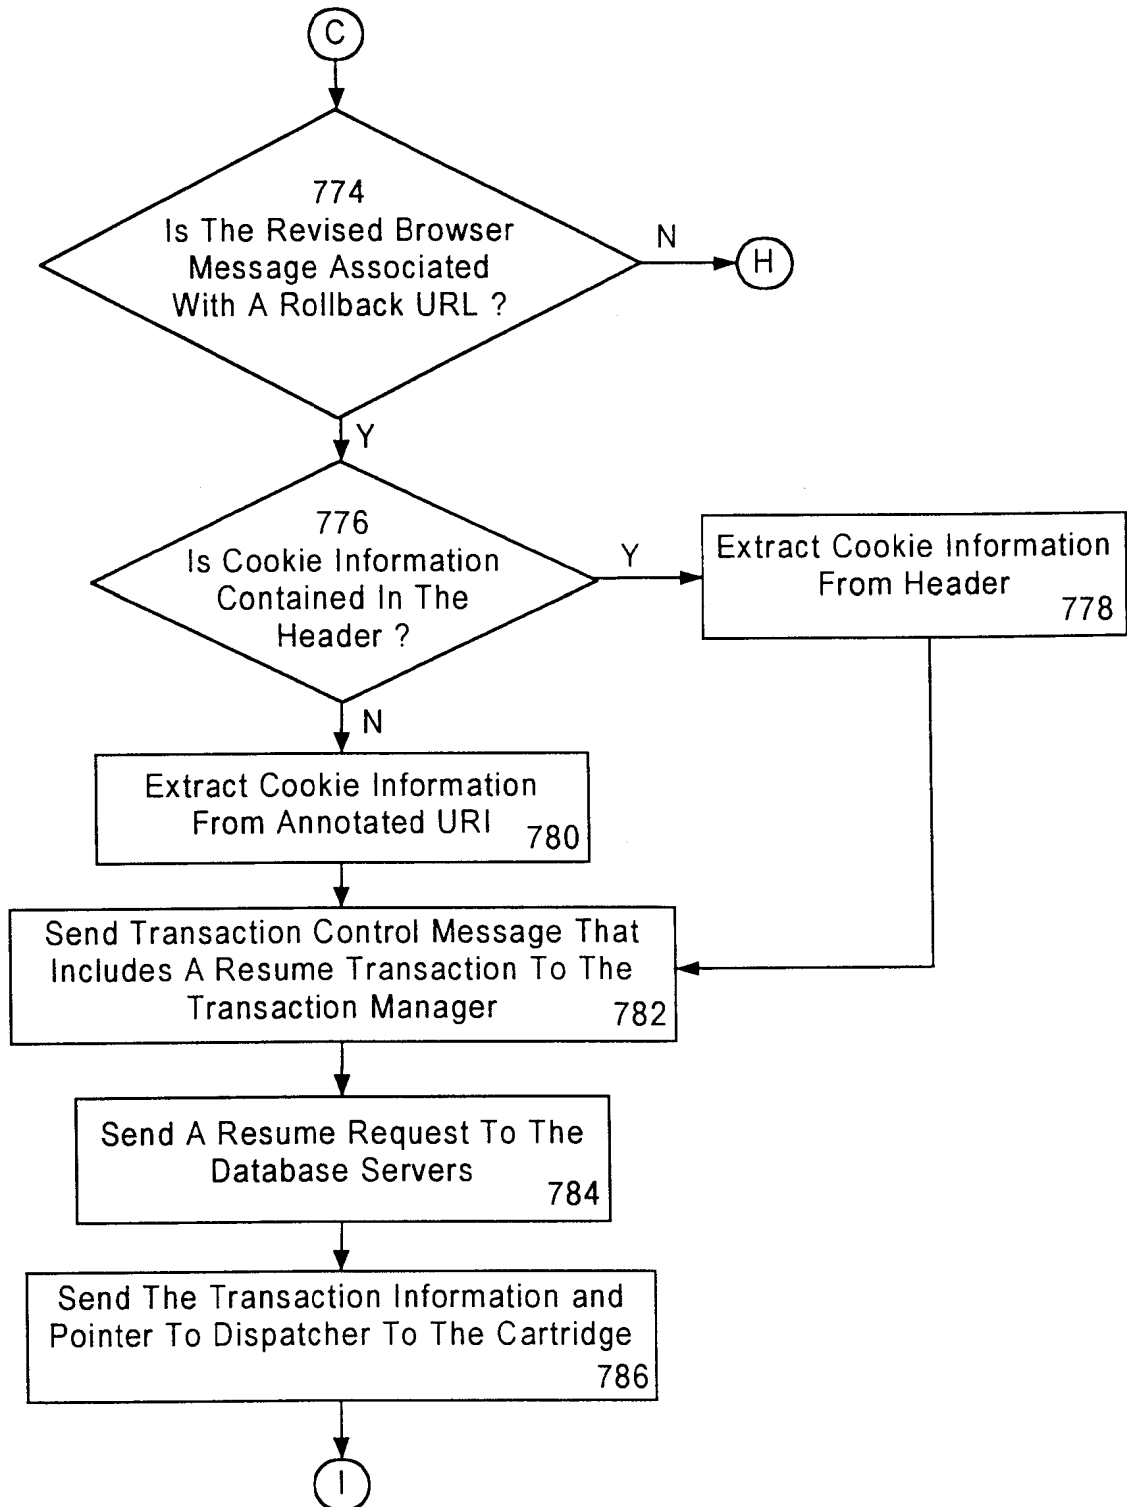 C
774
Is The Revised Browser
Message Associated
With A Rollback URL ?
N
H
Y
776
Is Cookie Information
Contained In The
Header ?
Y
Extract Cookie Information
From Header
778
N
Extract Cookie Information
From Annotated URI
780
Send Transaction Control Message That
Includes A Resume Transaction To The
Transaction Manager
782
Send A Resume Request To The
Database Servers
784
Send The Transaction Information and
Pointer To Dispatcher To The Cartridge
786
I